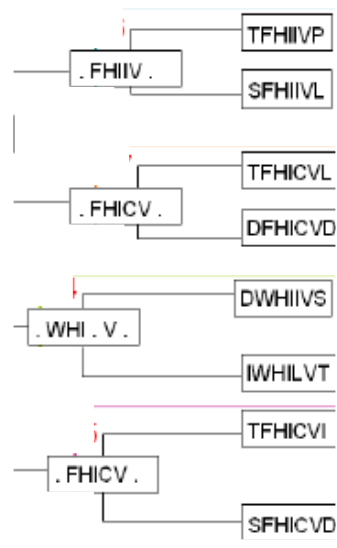 TFHIIVP
. FHIIV .
SFHIIVL
TFHICVL
. FHICV .
DFHICVD
DWHIIVS
. WHI . V .
IWHILVT
TFHICVI
. FHICV .
SFHICVD